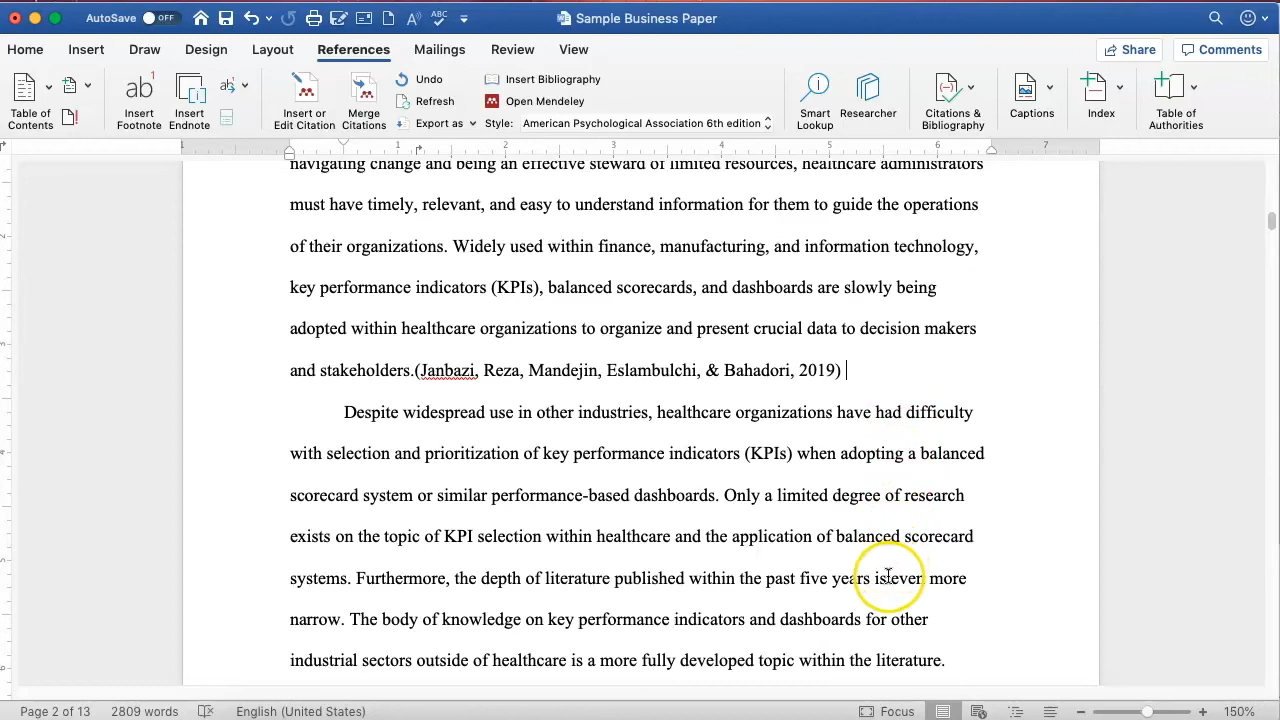 AutoSave OFF
Sample Business Paper
Home Insert Draw Design Layout References Mailings Review View Share Comments
Table of Contents
ab
Insert Footnote
Insert Endnote
ab
Insert or Edit Citation
Merge Citations
Undo
Refresh
Export as
Insert Bibliography
Open Mendeley
Style: American Psychological Association 6th edition
Smart Lookup
Researcher
Citations & Bibliography
Captions
Index
Table of Authorities
1 1 2 3 4 5 6 7
navigating change and being an effective steward of limited resources, healthcare administrators
must have timely, relevant, and easy to understand information for them to guide the operations
of their organizations. Widely used within finance, manufacturing, and information technology,
key performance indicators (KPIs), balanced scorecards, and dashboards are slowly being
adopted within healthcare organizations to organize and present crucial data to decision makers
and stakeholders.(Janbazi, Reza, Mandejin, Eslambulchi, & Bahadori, 2019)
Despite widespread use in other industries, healthcare organizations have had difficulty
with selection and prioritization of key performance indicators (KPIs) when adopting a balanced
scorecard system or similar performance-based dashboards. Only a limited degree of research
exists on the topic of KPI selection within healthcare and the application of balanced scorecard
systems. Furthermore, the depth of literature published within the past five years is even more
narrow. The body of knowledge on key performance indicators and dashboards for other
industrial sectors outside of healthcare is a more fully developed topic within the literature.
Page 2 of 13 2809 words English (United States) Focus 150%